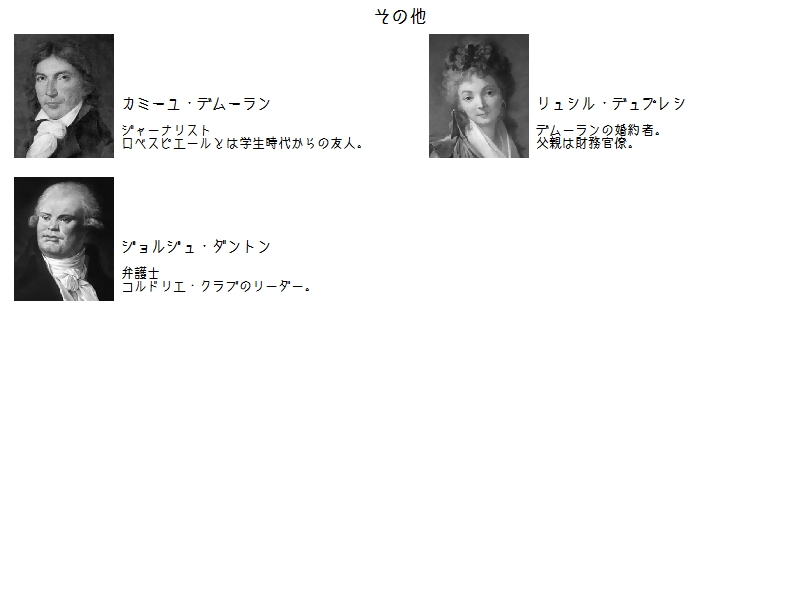 その他
カミーユ・デムーラン
ジャーナリスト
ロベスピエールとは学生時代からの友人。
リュシル・デュプレシ
デムーランの婚約者。
父親は財務官僚。
ジョルジュ・ダントン
弁護士
コルドリエ・クラブのリーダー。